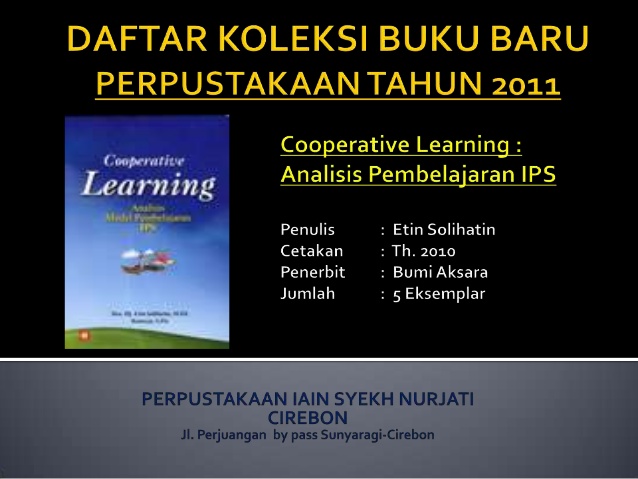 DAFTAR KOLEKSI BUKU BARU
PERPUSTAKAAN TAHUN 2011
Cooperative
Learning
Analisis
Model Pembelajaran
IPS
Cooperative Learning :
Analisis Pembelajaran IPS
Penulis : Etin Solihatin
Cetakan : Th. 2010
Penerbit : Bumi Aksara
Jumlah : 5 Eksemplar
PERPUSTAKAAN IAIN SYEKH NURJATI
CIREBON
Jl. Perjuangan by pass Sunyaragi-Cirebon